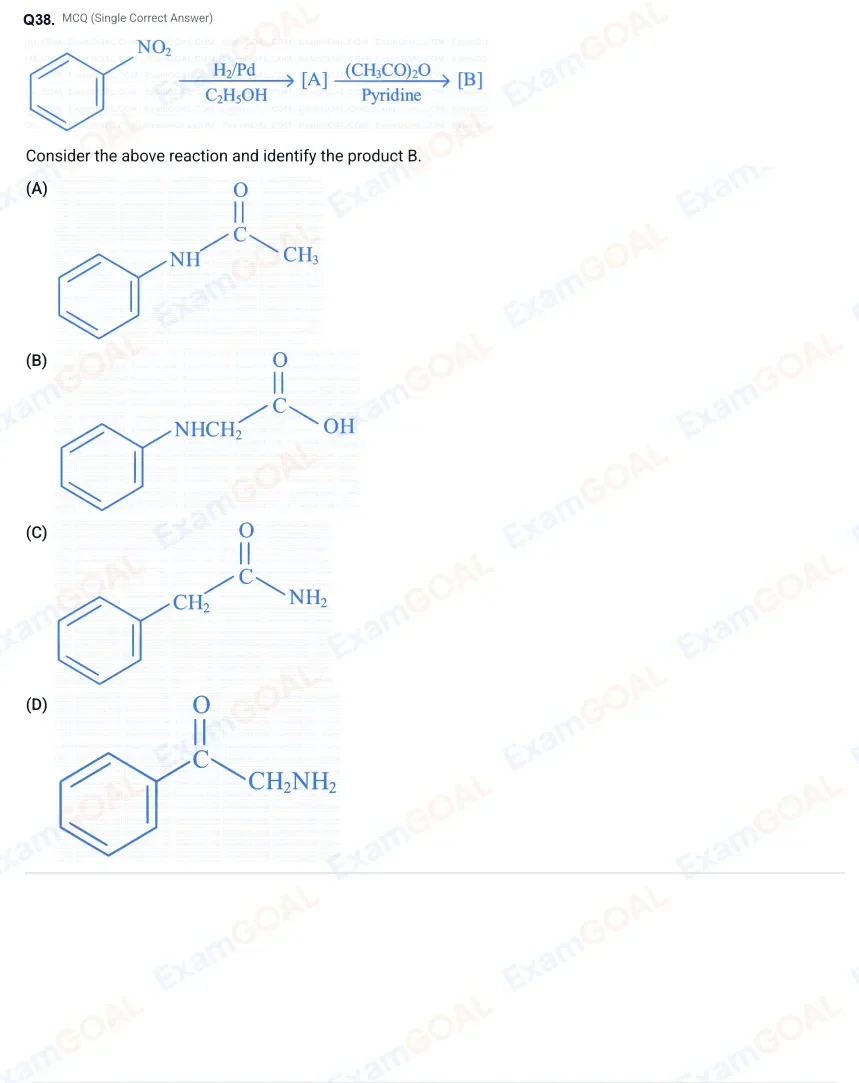 Q38. MCQ (Single Correct Answer)
NO₂
H₂/Pd
C₂H₅OH
[A]
(CH₃CO)₂O
Pyridine
[B]
Consider the above reaction and identify the product B.
(A)
O
C
NH
CH₃
(B)
O
C
NHCH₂
OH
(C)
O
C
CH₂
NH₂
(D)
O
C
CH₂NH₂
ExamGOAL